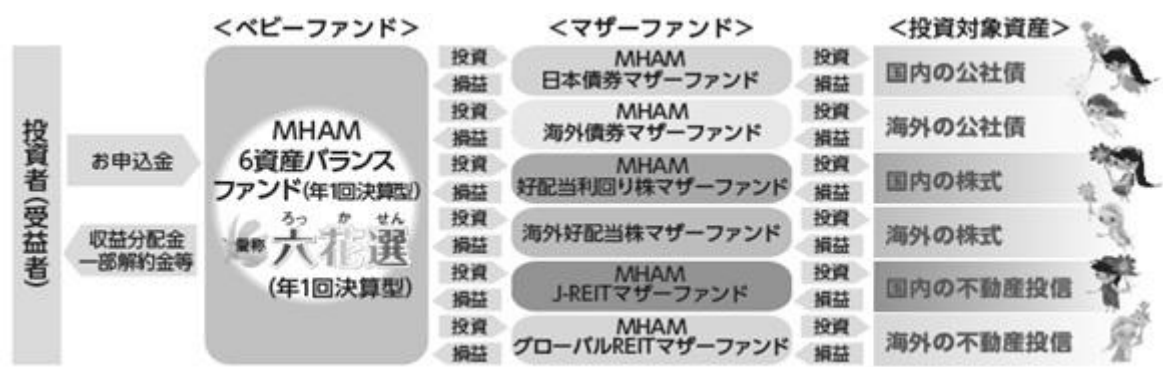 ＜ベビーファンド＞
＜マザーファンド＞
＜投資対象資産＞
投資者(受益者)
お申込金
収益分配金
一部解約金等
MHAM
6資産バランス
ファンド(年1回決算型)
ろっ か せん
愛称 六花選
(年1回決算型)
投資
損益
MHAM
日本債券マザーファンド
投資
損益
国内の公社債
投資
損益
MHAM
海外債券マザーファンド
投資
損益
海外の公社債
投資
損益
MHAM
好配当利回り株マザーファンド
投資
損益
国内の株式
投資
損益
海外好配当株マザーファンド
投資
損益
海外の株式
投資
損益
MHAM
J-REITマザーファンド
投資
損益
国内の不動産投信
投資
損益
MHAM
グローバルREITマザーファンド
投資
損益
海外の不動産投信